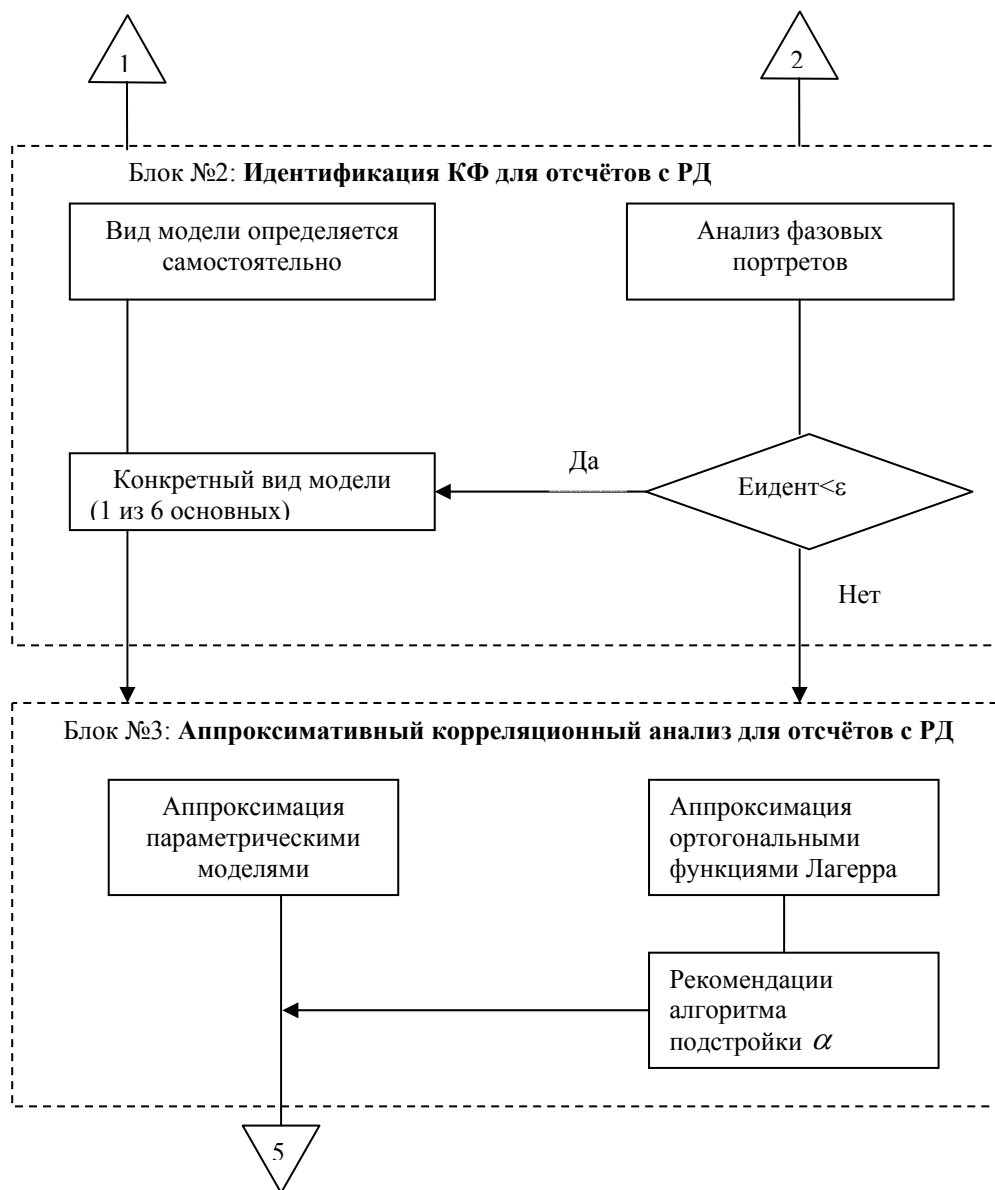 1
2
Блок №2: Идентификация КФ для отсчётов с РД
Вид модели определяется
самостоятельно
Анализ фазовых
портретов
Да
Конкретный вид модели
(1 из 6 основных)
Еидент<ε
Нет
Блок №3: Аппроксимативный корреляционный анализ для отсчётов с РД
Аппроксимация
параметрическими
моделями
Аппроксимация
ортогональными
функциями Лагерра
Рекомендации
алгоритма
подстройки α
5